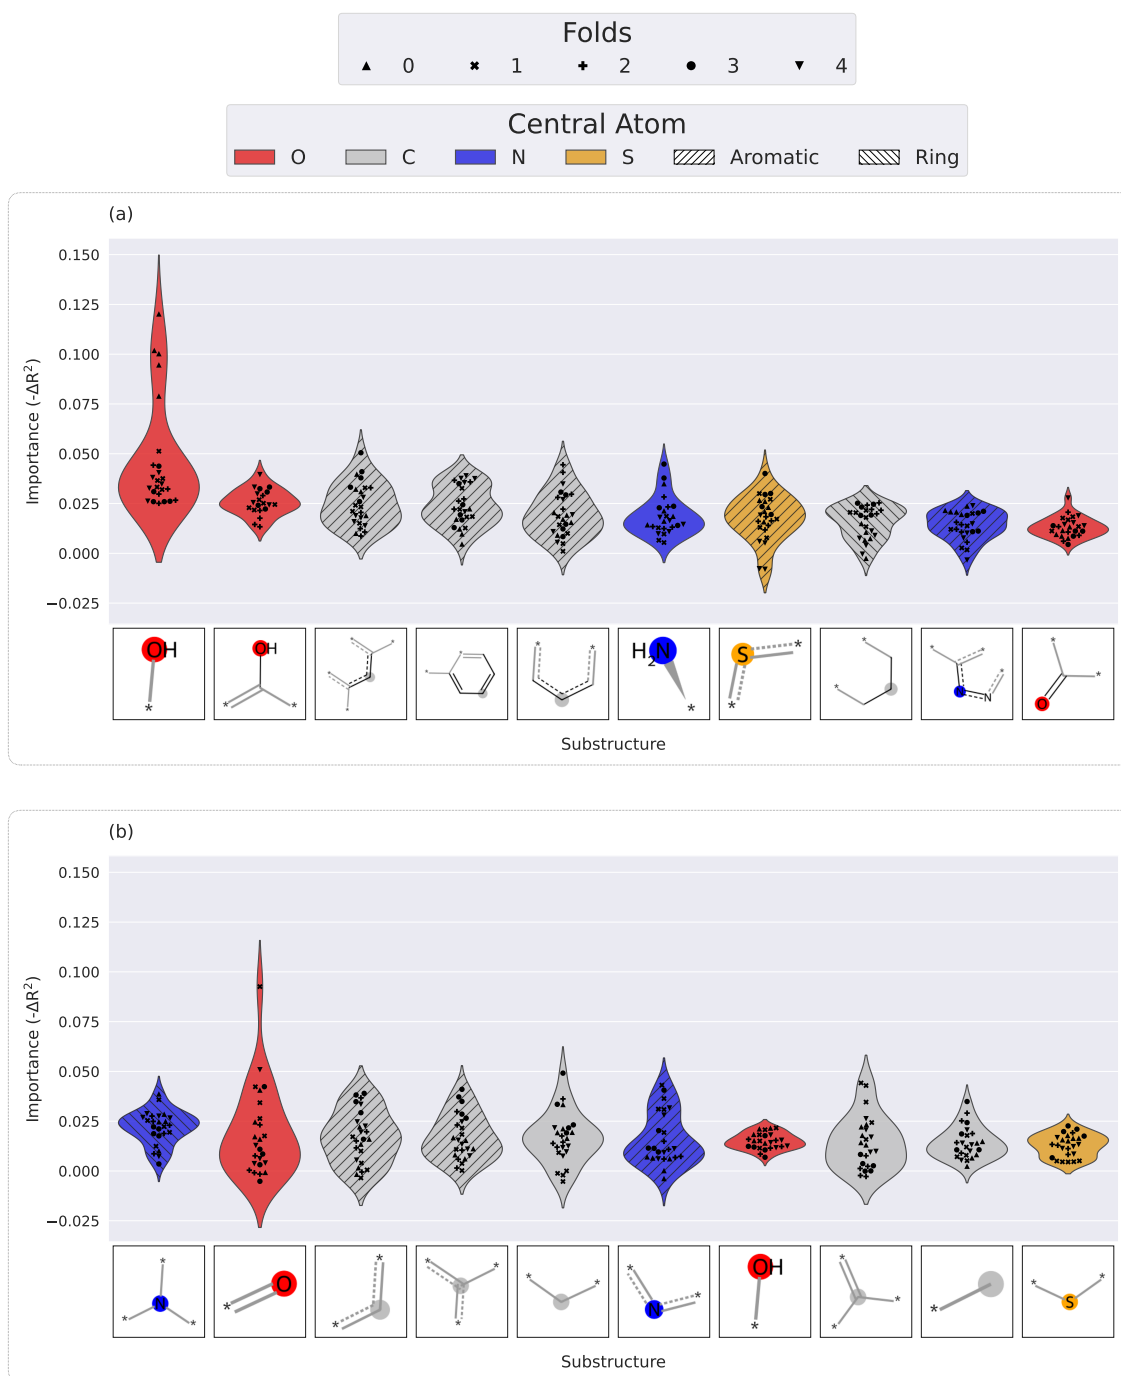 Folds
0 1 2 3 4
Central Atom
O C N S Aromatic Ring
(a)
Importance (-ΔR²)
0.150
0.125
0.100
0.075
0.050
0.025
0.000
−0.025
OH * 
* OH *
* * * *
*
* *
H₂N *
S * *
* *
* N N *
* O *
Substructure
(b)
Importance (-ΔR²)
0.150
0.125
0.100
0.075
0.050
0.025
0.000
−0.025
* N * *
* O
* *
* * *
* *
* N *
OH *
* * *
*
* S *
Substructure